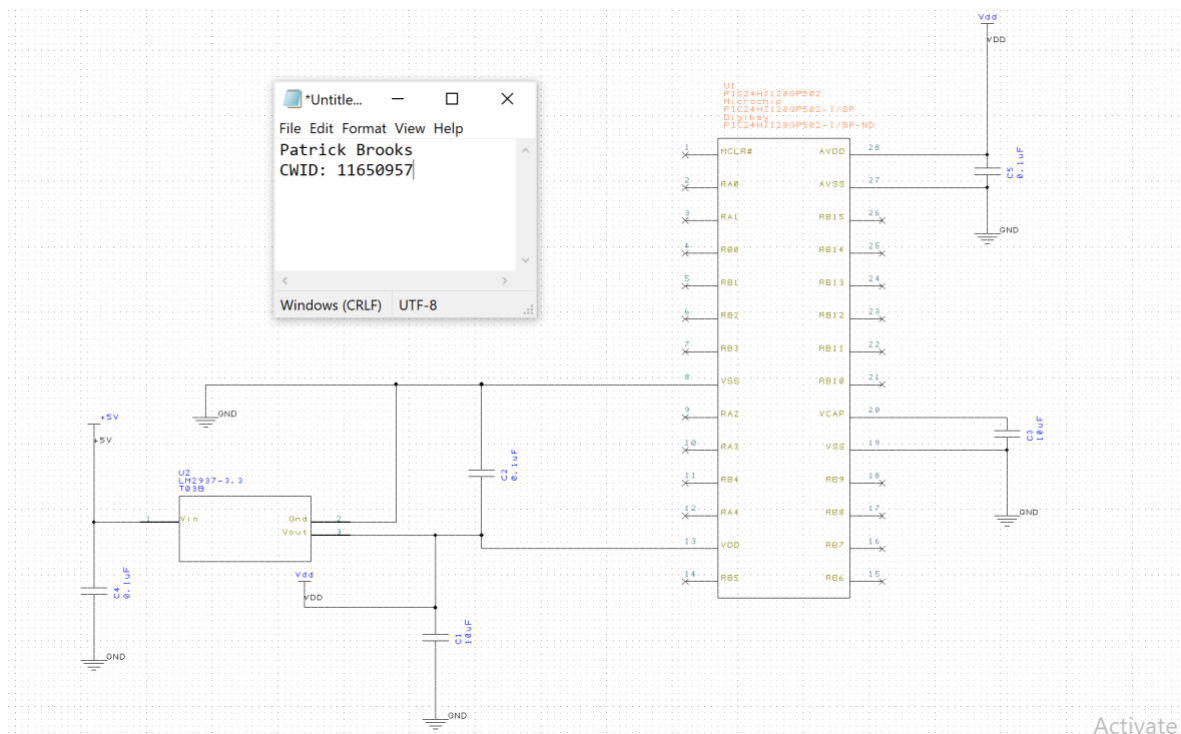 Vdd
VDD
*Untitle...
File Edit Format View Help
Patrick Brooks
CWID: 11650957
Windows (CRLF) UTF-8
U1
PIC24HJ128GP502
Microchip
PIC24HJ128GP502-I/SP
Digikey
PIC24HJ128GP502-I/SP-ND
1 MCLR# AVDD 28
C5
0.1uF
2 RA0 AVSS 27
3 RA1 RB15 26
GND
4 RB0 RB14 25
5 RB1 RB13 24
6 RB2 RB12 23
7 RB3 RB11 22
8 VSS RB10 21
9 RA2 VCAP 20
C3
10uF
10 RA3 VSS 19
11 RB4 RB9 18
12 RA4 RB8 17
GND
13 VDD RB7 16
14 RB5 RB6 15
GND
+5V
+5V
C2
0.1uF
U2
LM2937-3.3
TO3B
1 Vin Gnd 2
Vout 3
Vdd
VDD
C4
0.1uF
C1
10uF
GND
GND
Activate